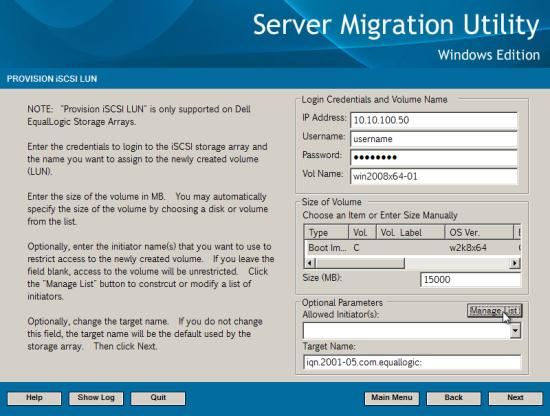 Server Migration Utility
Windows Edition
PROVISION iSCSI LUN
NOTE: "Provision iSCSI LUN" is only supported on Dell
EqualLogic Storage Arrays.
Enter the credentials to login to the iSCSI storage array and
the name you want to assign to the newly created volume
(LUN).
Enter the size of the volume in MB. You may automatically
specify the size of the volume by choosing a disk or volume
from the list.
Optionally, enter the initiator name(s) that you want to use to
restrict access to the newly created volume. If you leave the
field blank, access to the volume will be unrestricted. Click
the "Manage List" button to constrcut or modify a list of
initiators.
Optionally, change the target name. If you do not change
this field, the target name will be the default used by the
storage array. Then click Next.
Login Credentials and Volume Name
IP Address: 10.10.100.50
Username: username
Password: ●●●●●●●●
Vol Name: win2008x64-01
Size of Volume
Choose an Item or Enter Size Manually
Type Vol. Vol. Label OS Ver.
Boot Im... C w2k8x64
Size (MB): 15000
Optional Parameters
Allowed Initiator(s): Manage List
Target Name:
iqn.2001-05.com.equallogic:
Help Show Log Quit Main Menu Back Next